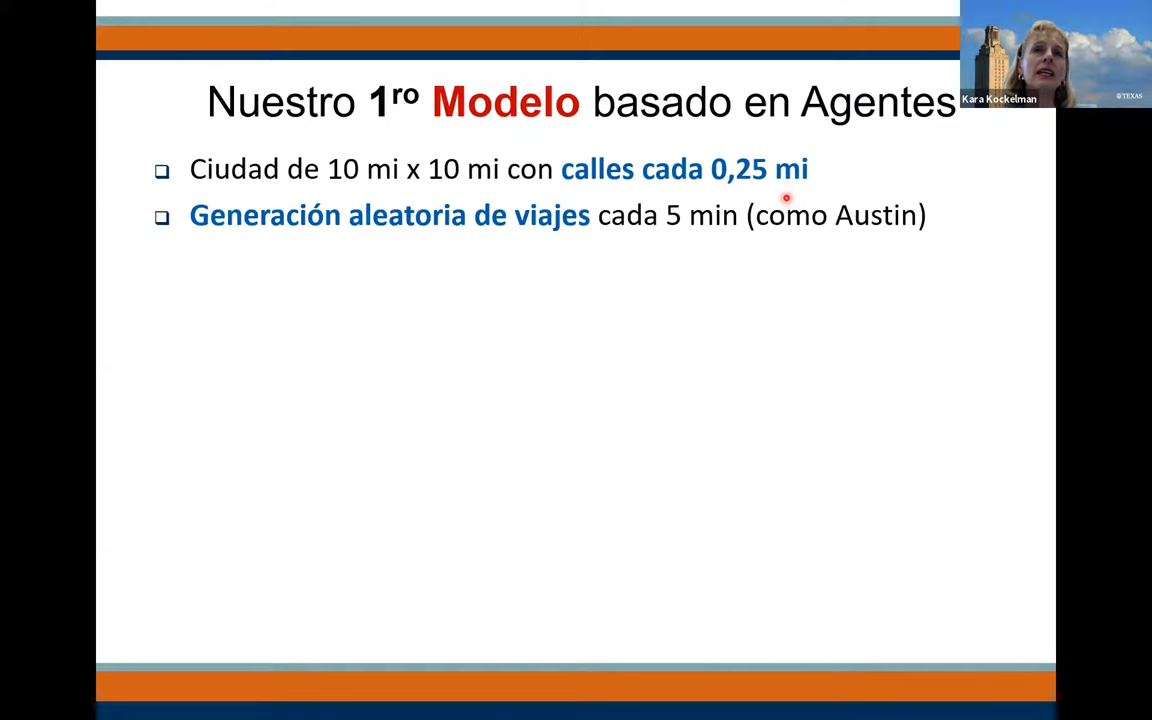 Nuestro 1ro Modelo basado en Agentes
Kara Kockelman
TEXAS
Ciudad de 10 mi x 10 mi con calles cada 0,25 mi
Generación aleatoria de viajes cada 5 min (como Austin)